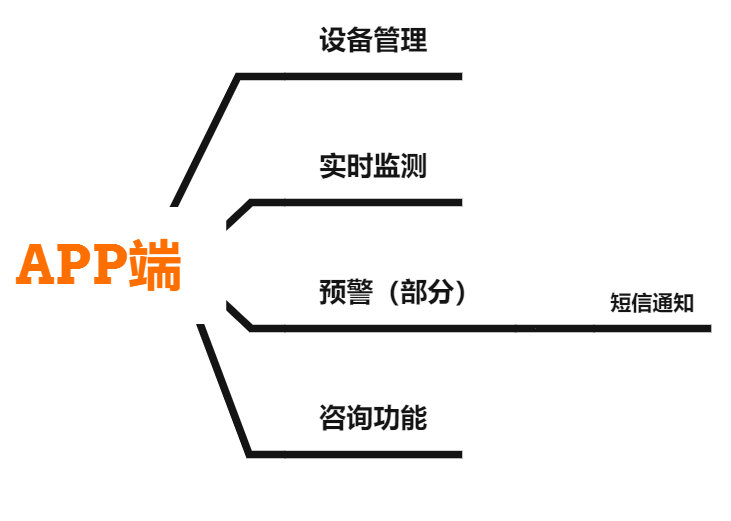 设备管理
实时监测
APP端
预警（部分）
短信通知
咨询功能